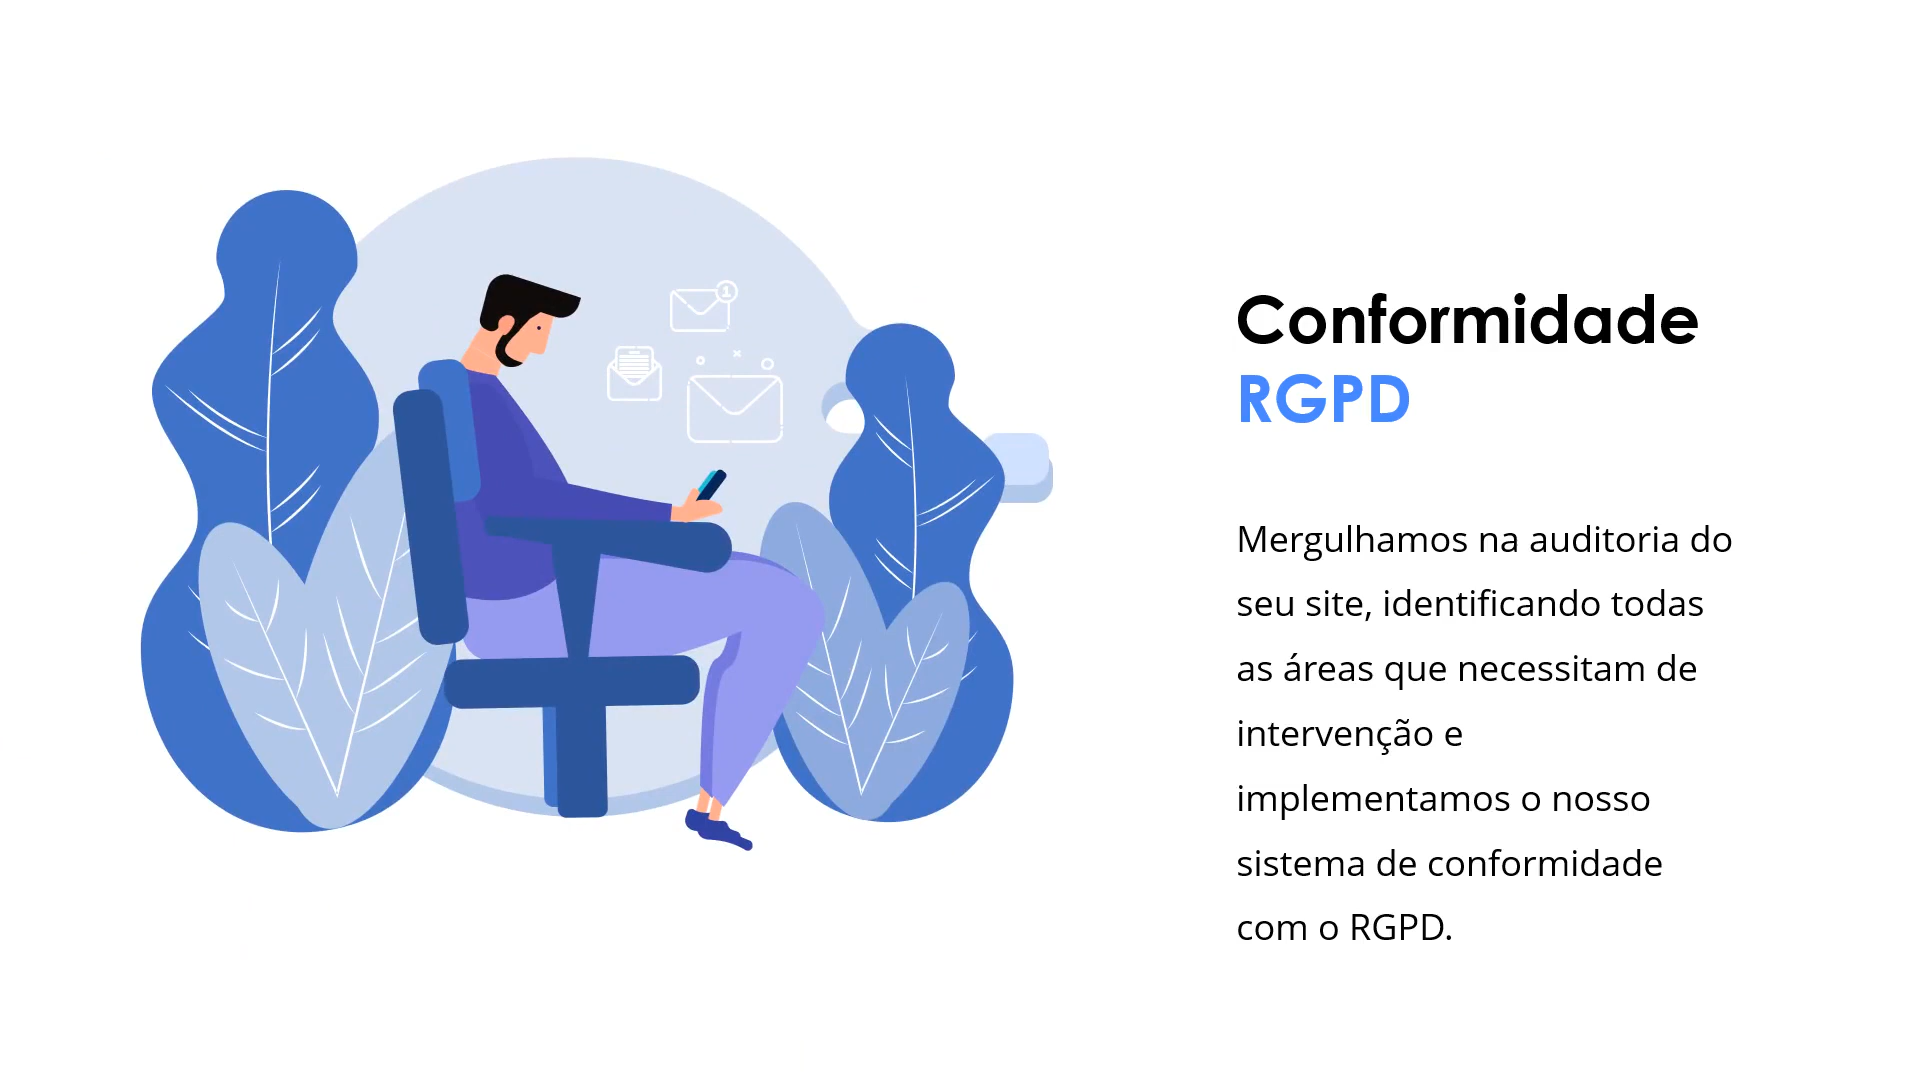 1
Conformidade
RGPD
Mergulhamos na auditoria do
seu site, identificando todas
as áreas que necessitam de
intervenção e
implementamos o nosso
sistema de conformidade
com o RGPD.